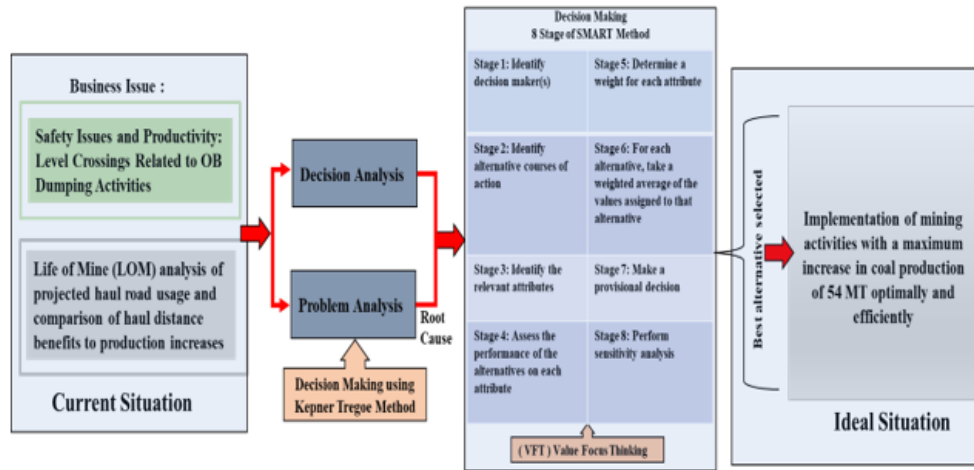 Business Issue :
Safety Issues and Productivity:
Level Crossings Related to OB
Dumping Activities
Life of Mine (LOM) analysis of
projected haul road usage and
comparison of haul distance
benefits to production increases
Current Situation
Decision Analysis
Problem Analysis
Root
Cause
Decision Making using
Kepner Tregoe Method
Decision Making
8 Stage of SMART Method
Stage 1: Identify
decision maker(s)
Stage 2: Identify
alternative courses of
action
Stage 3: Identify the
relevant attributes
Stage 4: Assess the
performance of the
alternatives on each
attribute
Stage 5: Determine a
weight for each attribute
Stage 6: For each
alternative, take a
weighted average of the
values assigned to that
alternative
Stage 7: Make a
provisional decision
Stage 8: Perform
sensitivity analysis
( VFT ) Value Focus Thinking
Best alternative selected
Implementation of mining
activities with a maximum
increase in coal production
of 54 MT optimally and
efficiently
Ideal Situation